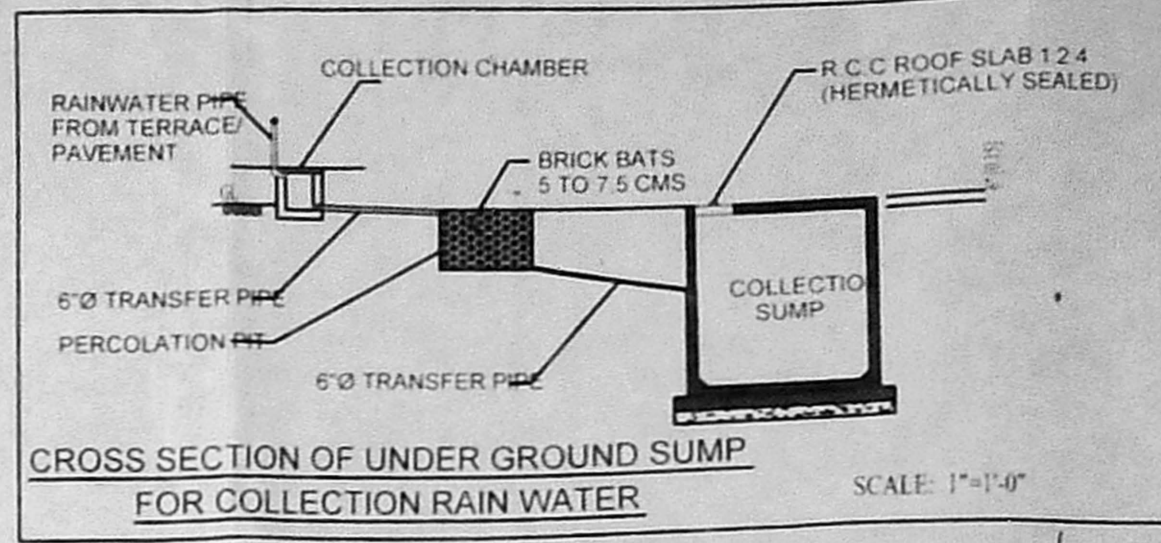 COLLECTION CHAMBER
R.C.C ROOF SLAB 1:2:4
(HERMETICALLY SEALED)
RAINWATER PIPE
FROM TERRACE/
PAVEMENT
BRICK BATS
5 TO 7.5 CMS
GL
COLLECTIO
SUMP
6"Ø TRANSFER PIPE
PERCOLATION PIT
6"Ø TRANSFER PIPE
CROSS SECTION OF UNDER GROUND SUMP
FOR COLLECTION RAIN WATER
SCALE: 1"=1'-0"